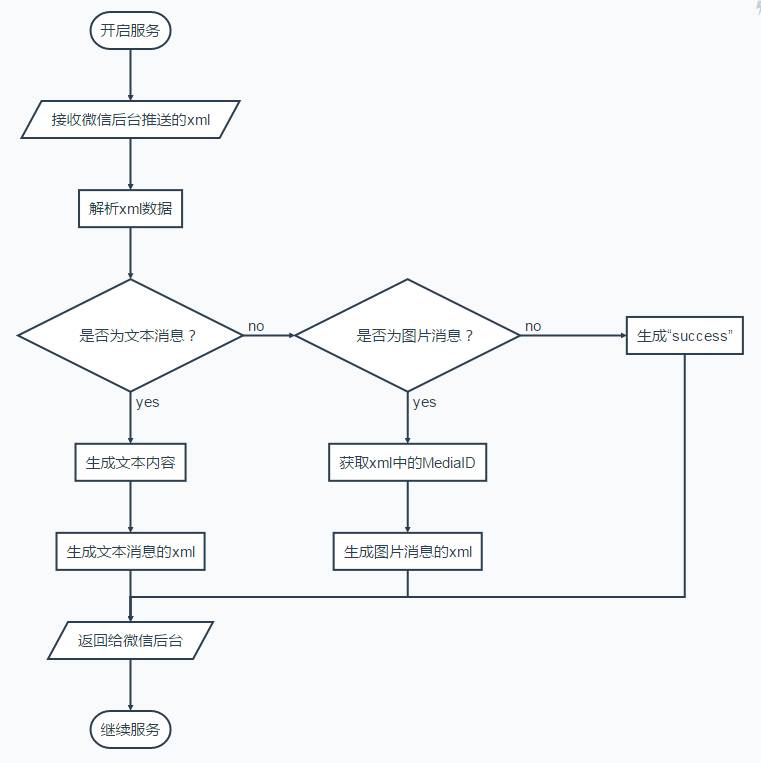 开启服务
接收微信后台推送的xml
解析xml数据
是否为文本消息？
no
是否为图片消息？
no
生成“success”
yes
yes
生成文本内容
获取xml中的MediaID
生成文本消息的xml
生成图片消息的xml
返回给微信后台
继续服务